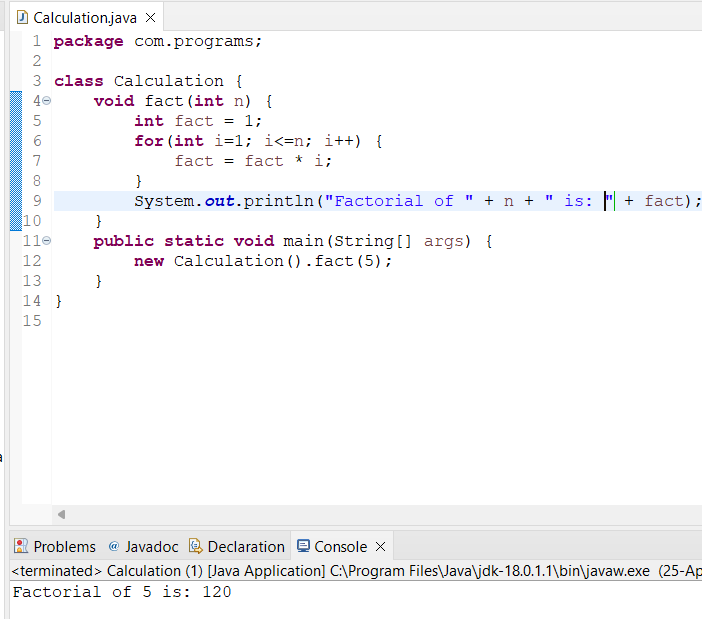 Calculation.java
1 package com.programs;
2
3 class Calculation {
4 void fact(int n) {
5 int fact = 1;
6 for(int i=1; i<=n; i++) {
7 fact = fact * i;
8 }
9 System.out.println("Factorial of " + n + " is: " + fact);
10 }
11 public static void main(String[] args) {
12 new Calculation().fact(5);
13 }
14 }
15
Problems @ Javadoc Declaration Console
<terminated> Calculation (1) [Java Application] C:\Program Files\Java\jdk-18.0.1.1\bin\javaw.exe (25-Ap
Factorial of 5 is: 120